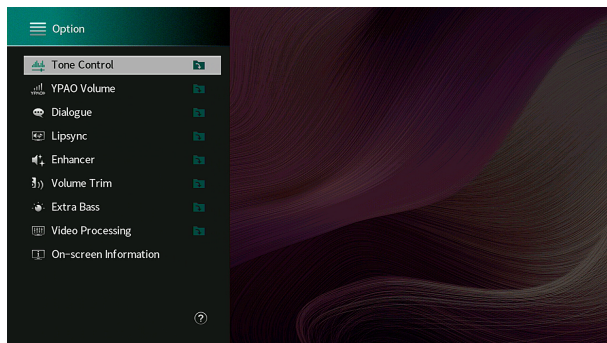 Option
Tone Control
YPAO Volume
Dialogue
Lipsync
Enhancer
Volume Trim
Extra Bass
Video Processing
On-screen Information
?